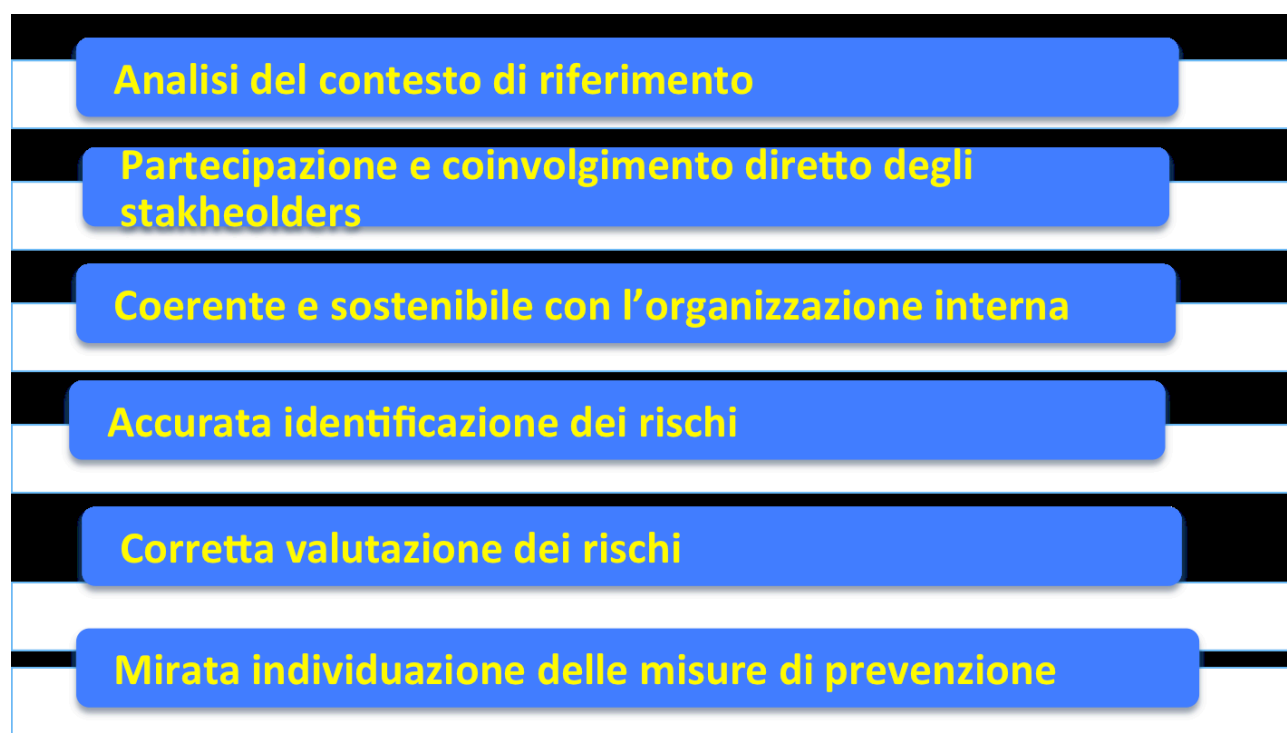 Analisi del contesto di riferimento
Partecipazione e coinvolgimento diretto degli
stakheolders
Coerente e sostenibile con l’organizzazione interna
Accurata identificazione dei rischi
Corretta valutazione dei rischi
Mirata individuazione delle misure di prevenzione